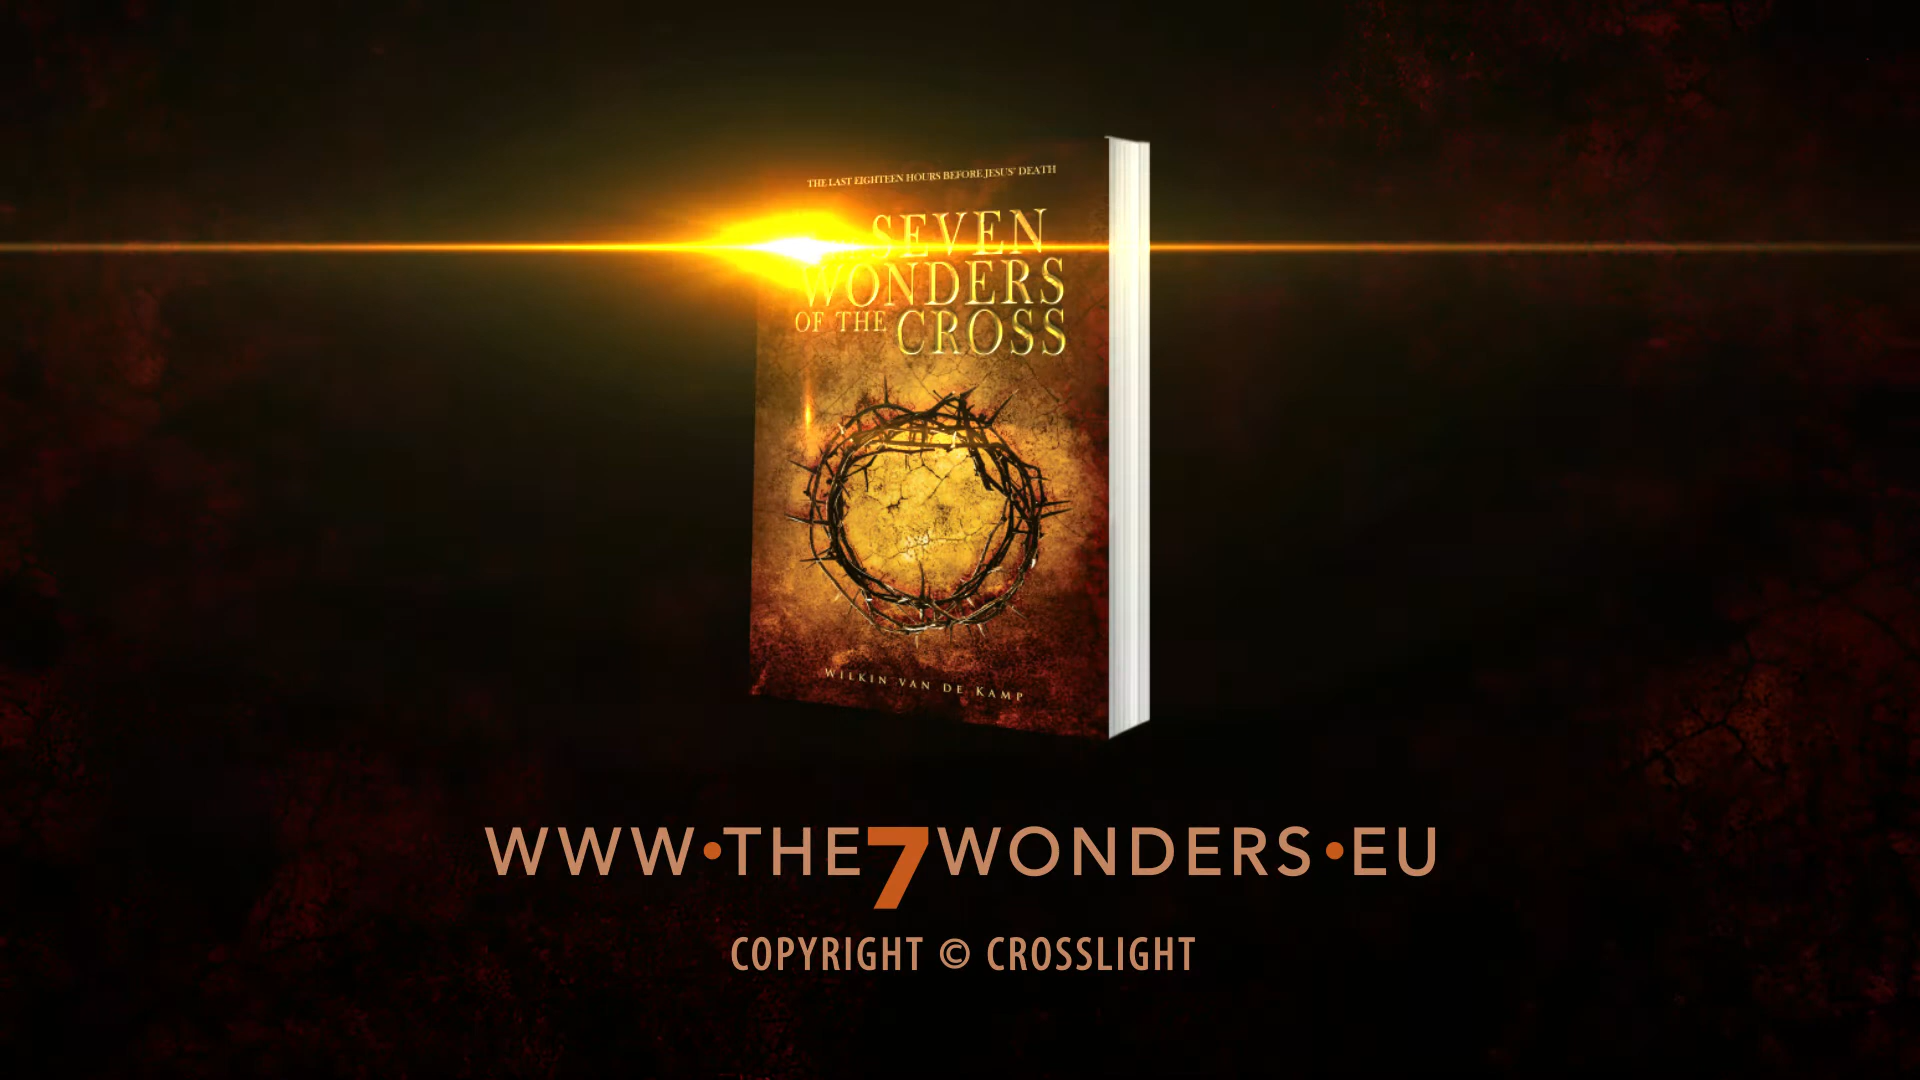 THE LAST EIGHTEEN HOURS BEFORE JESUS' DEATH
SEVEN
WONDERS
OF THE CROSS
WILKIN VAN DE KAMP
WWW•THE7WONDERS•EU
COPYRIGHT © CROSSLIGHT